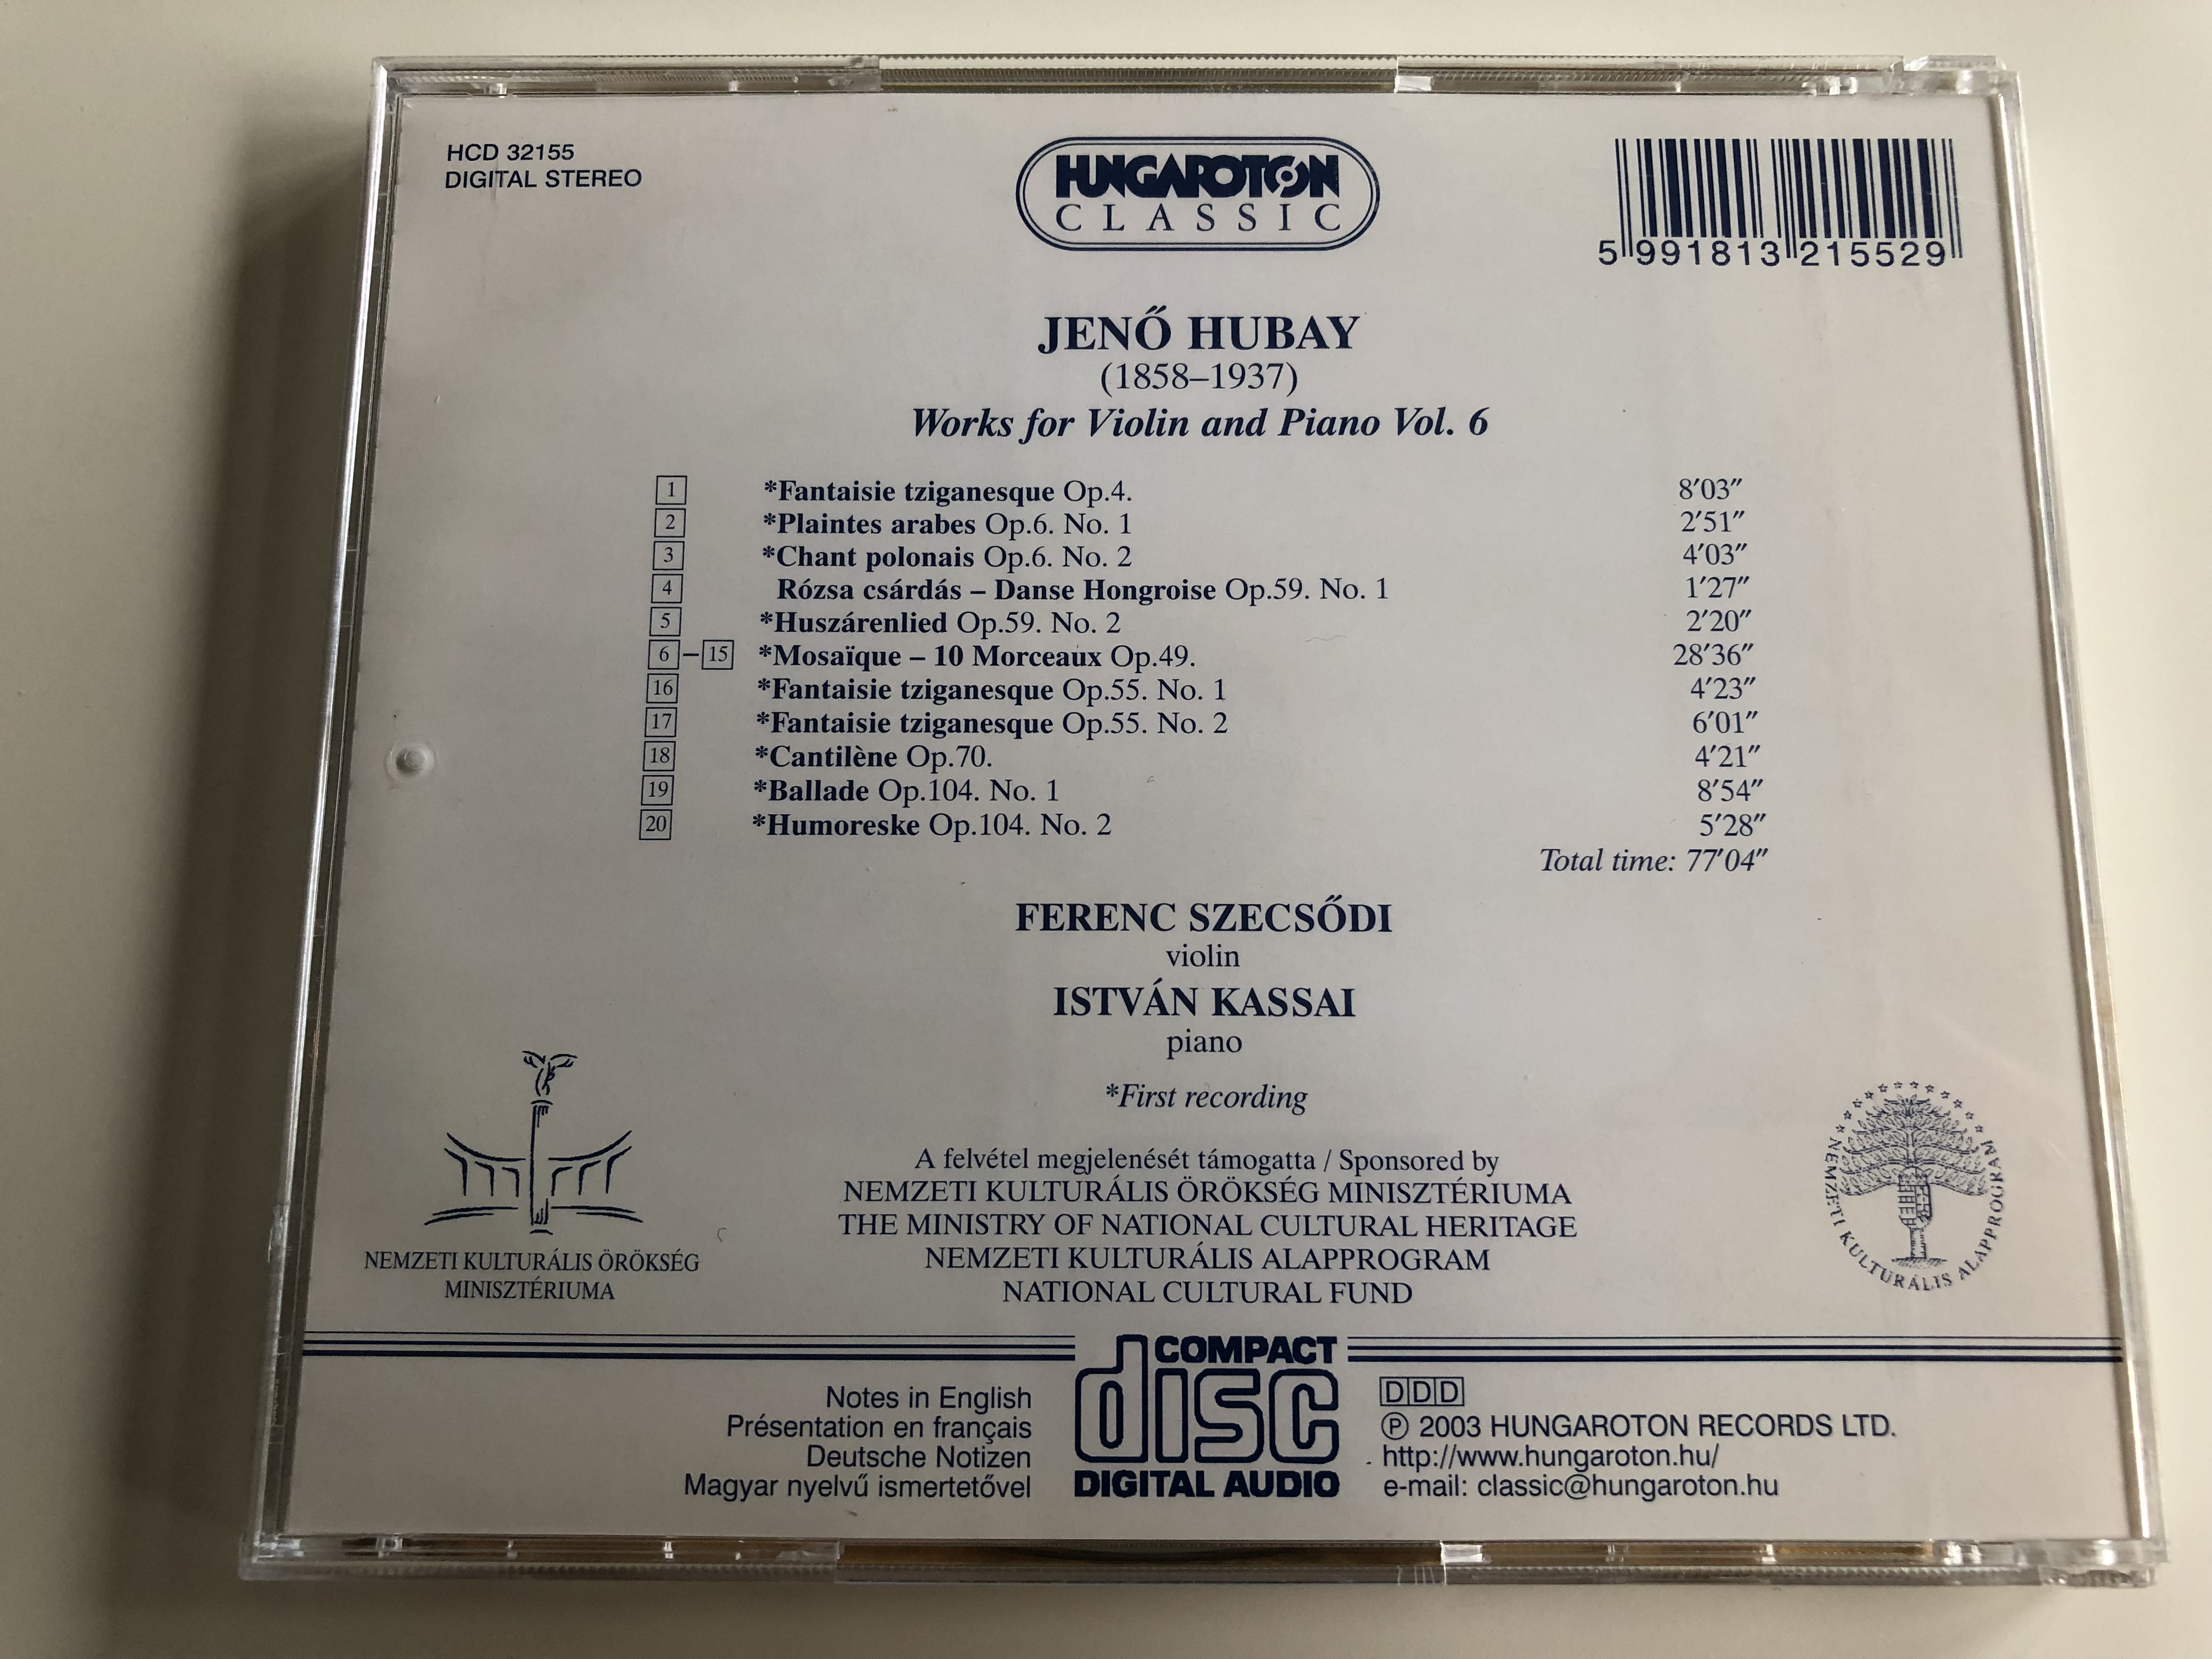 HCD 32155
DIGITAL STEREO
HUNGAROTON
CLASSIC
5 991813 215529
JENŐ HUBAY
(1858–1937)
Works for Violin and Piano Vol. 6
1 *Fantaisie tziganesque Op.4. 8′03″
2 *Plaintes arabes Op.6. No. 1 2′51″
3 *Chant polonais Op.6. No. 2 4′03″
4 Rózsa csárdás – Danse Hongroise Op.59. No. 1 1′27″
5 *Huszárenlied Op.59. No. 2 2′20″
6–15 *Mosaïque – 10 Morceaux Op.49. 28′36″
16 *Fantaisie tziganesque Op.55. No. 1 4′23″
17 *Fantaisie tziganesque Op.55. No. 2 6′01″
18 *Cantilène Op.70. 4′21″
19 *Ballade Op.104. No. 1 8′54″
20 *Humoreske Op.104. No. 2 5′28″
Total time: 77′04″
FERENC SZECSŐDI
violin
ISTVÁN KASSAI
piano
*First recording
A felvétel megjelenését támogatta / Sponsored by
NEMZETI KULTURÁLIS ÖRÖKSÉG MINISZTÉRIUMA
THE MINISTRY OF NATIONAL CULTURAL HERITAGE
NEMZETI KULTURÁLIS ALAPPROGRAM
NATIONAL CULTURAL FUND
NEMZETI KULTURÁLIS ÖRÖKSÉG
MINISZTÉRIUMA
NEMZETI KULTURÁLIS ALAPPROGRAM
Notes in English
Présentation en français
Deutsche Notizen
Magyar nyelvű ismertetővel
COMPACT
disc
DIGITAL AUDIO
DDD
℗ 2003 HUNGAROTON RECORDS LTD.
http://www.hungaroton.hu/
e-mail: classic@hungaroton.hu